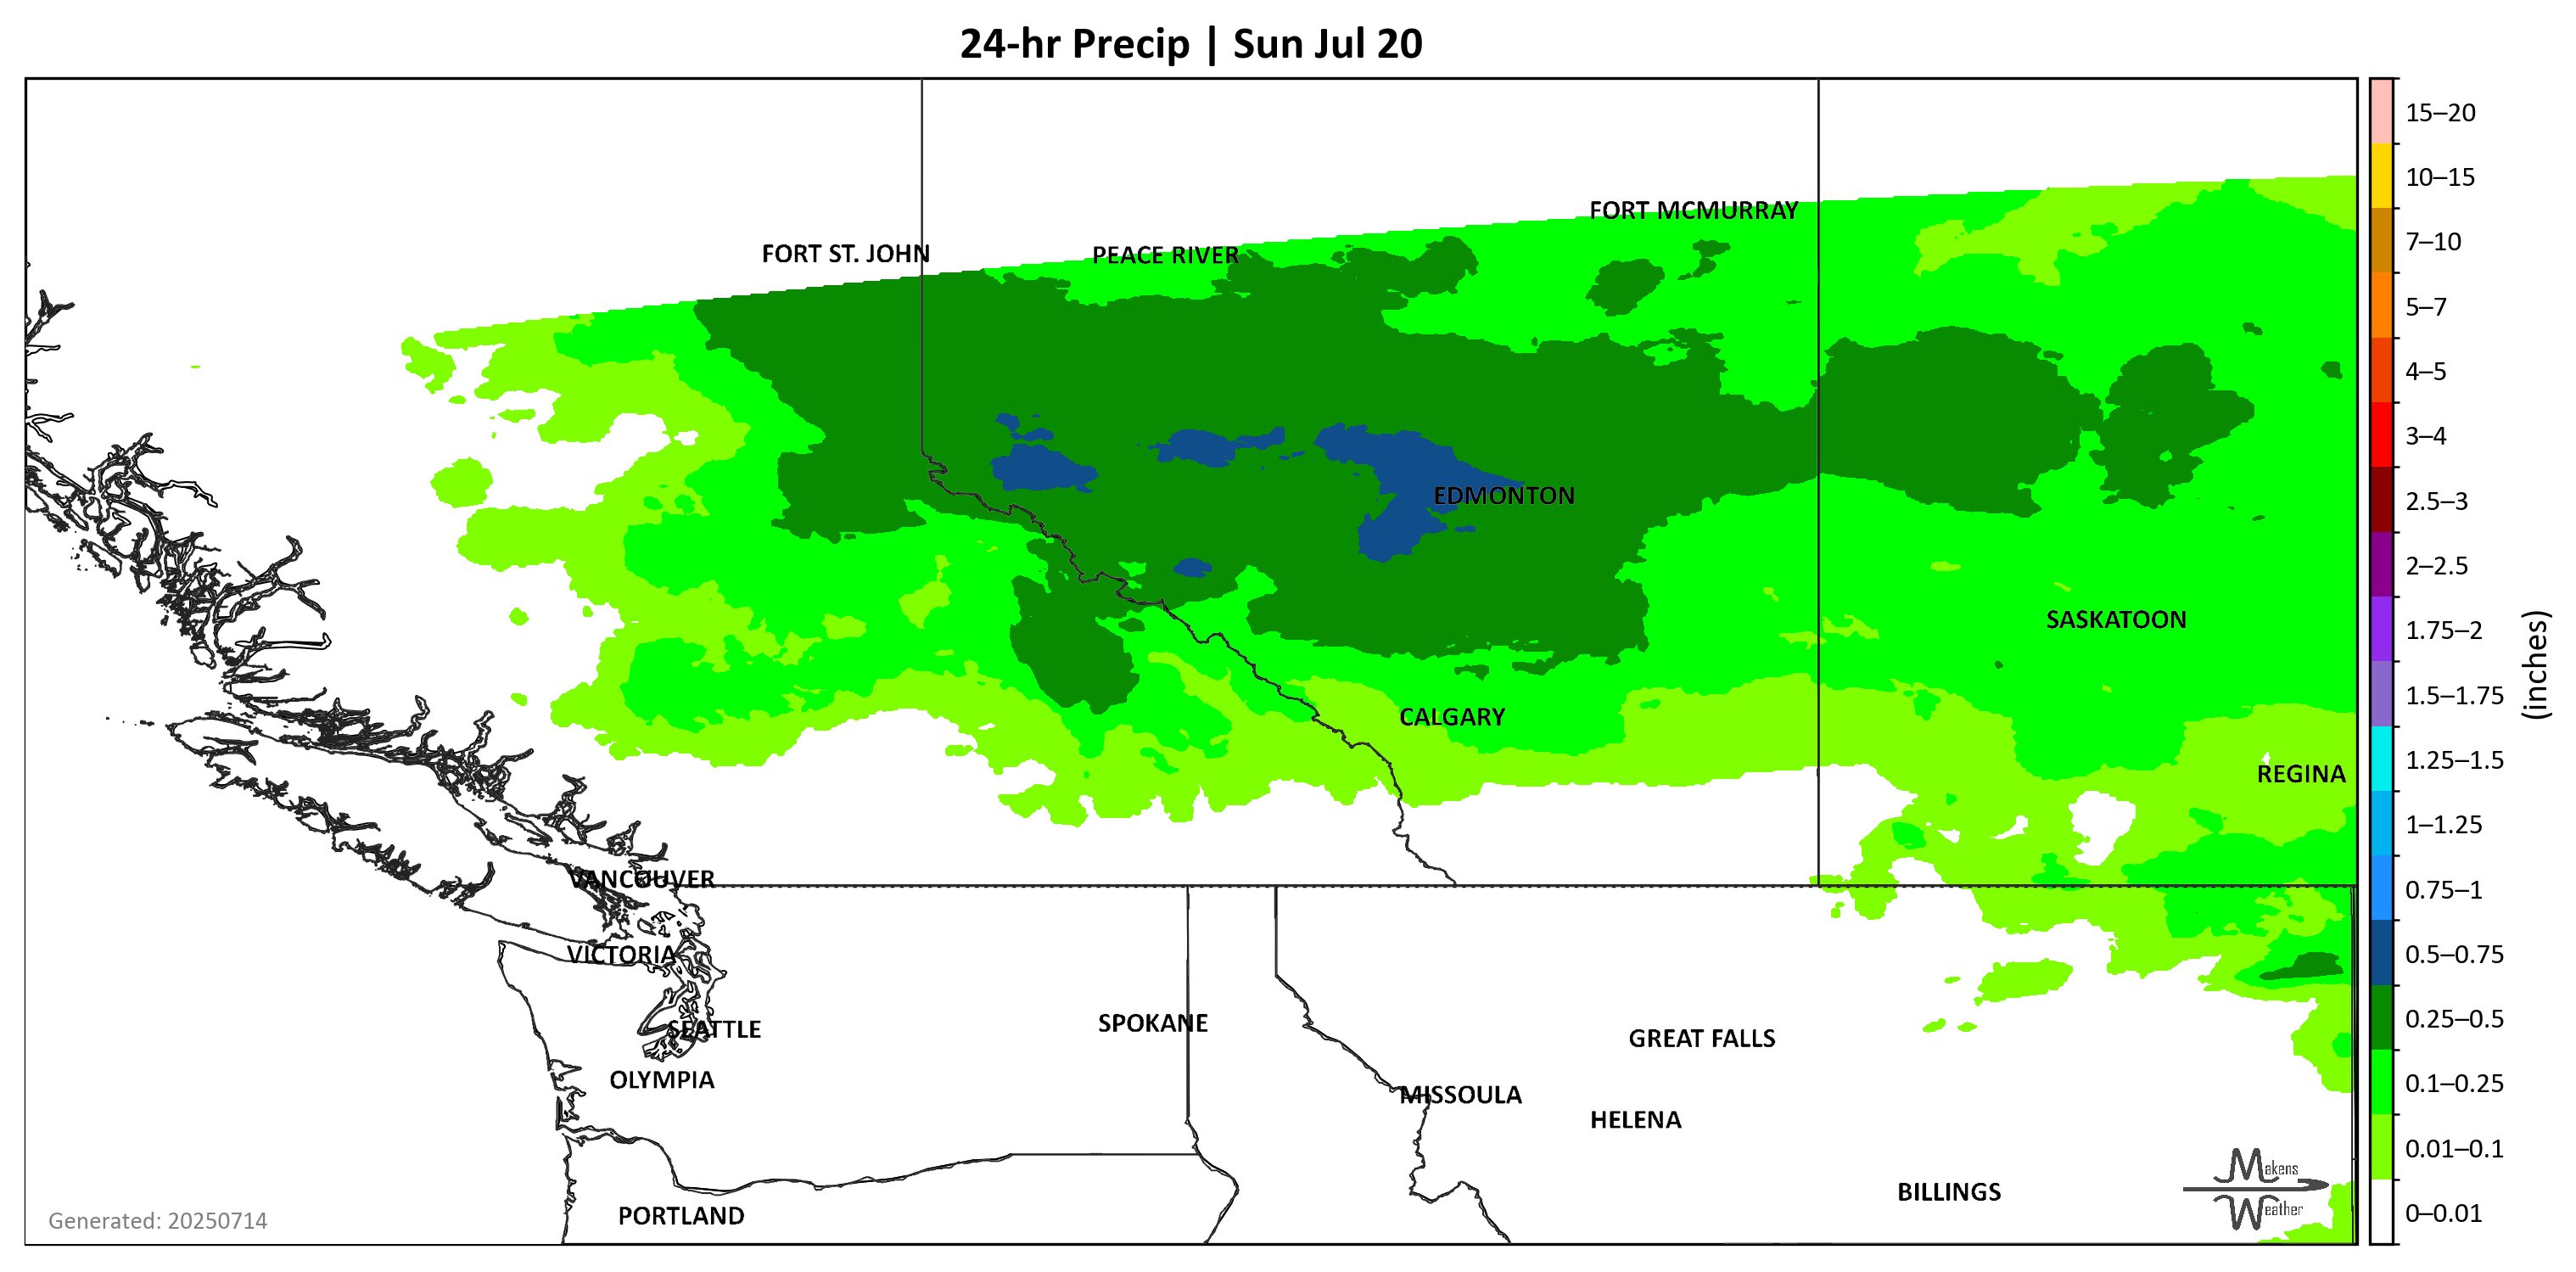 24-hr Precip | Sun Jul 20
15–20
10–15
FORT MCMURRAY
7–10
FORT ST. JOHN
PEACE RIVER
5–7
4–5
3–4
EDMONTON
2.5–3
2–2.5
SASKATOON
1.75–2
(inches)
1.5–1.75
CALGARY
1.25–1.5
REGINA
1–1.25
VANCOUVER
0.75–1
VICTORIA
0.5–0.75
SEATTLE
SPOKANE
GREAT FALLS
0.25–0.5
OLYMPIA
MISSOULA
HELENA
0.1–0.25
0.01–0.1
Makens
Weather
BILLINGS
PORTLAND
0–0.01
Generated: 20250714